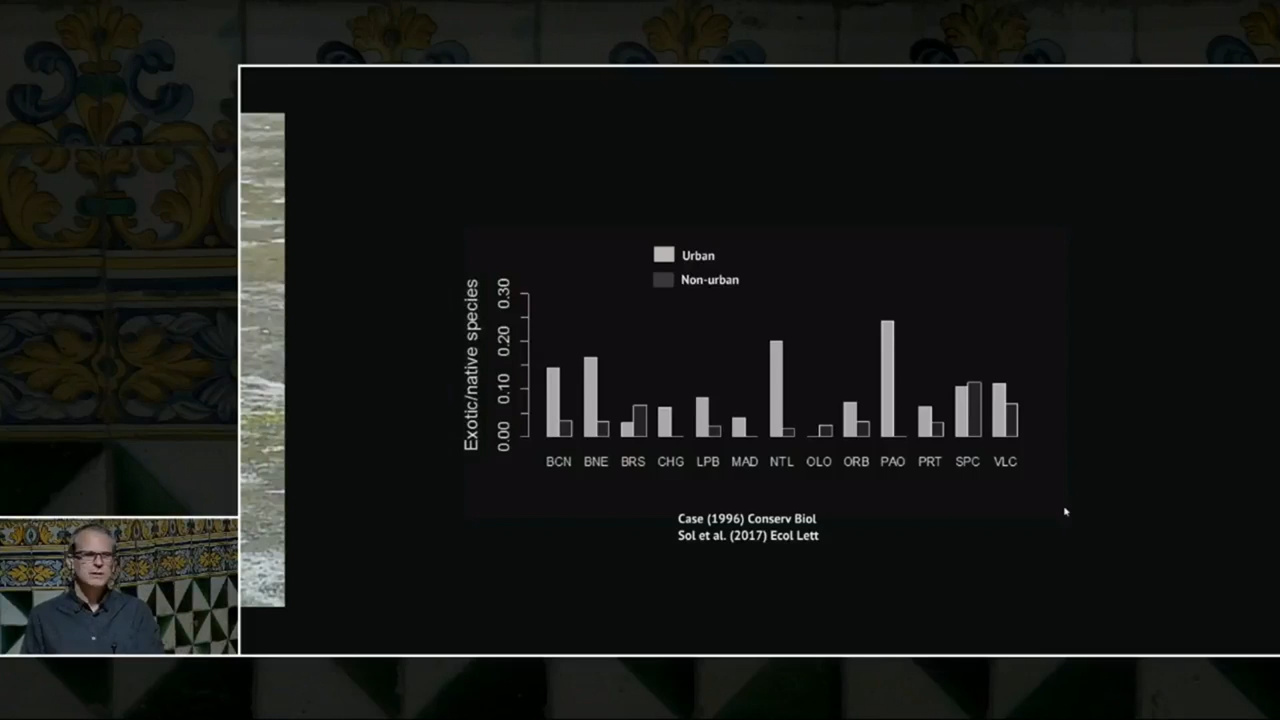 Urban
Non-urban
Exotic/native species
0.30
0.20
0.10
0.00
BCN BNE BRS CHG LPB MAD NTL OLO ORB PAO PRT SPC VLC
Case (1996) Conserv Biol
Sol et al. (2017) Ecol Lett